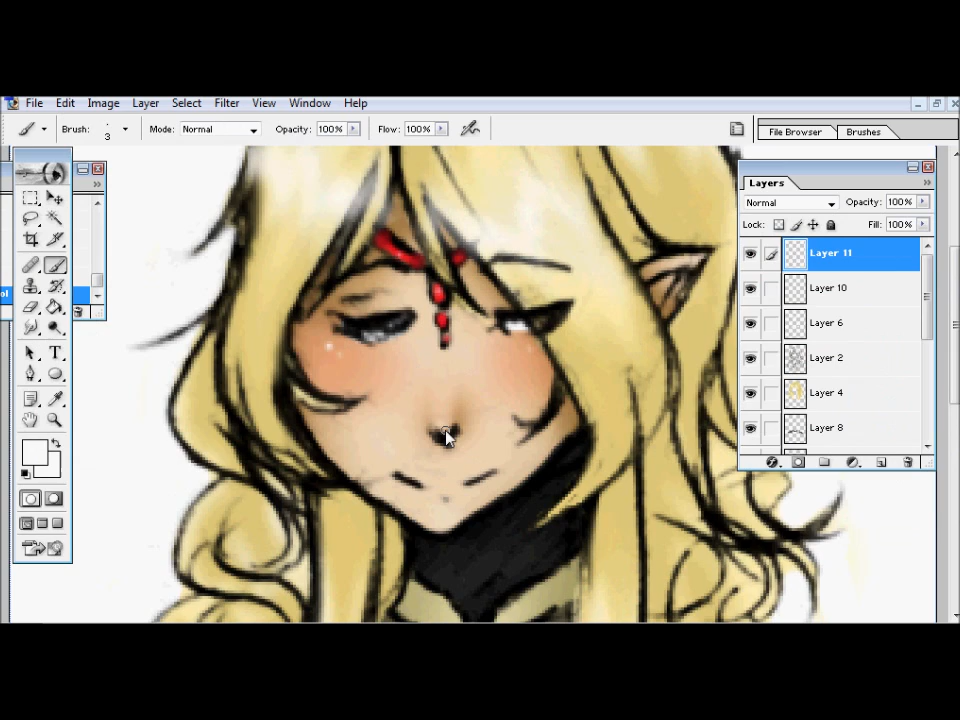 File Edit Image Layer Select Filter View Window Help
Brush: 3 Mode: Normal Opacity: 100% Flow: 100% File Browser Brushes
Layers
Normal Opacity: 100%
Lock: Fill: 100%
Layer 11
Layer 10
ol
Layer 6
T
Layer 2
Layer 4
Layer 8